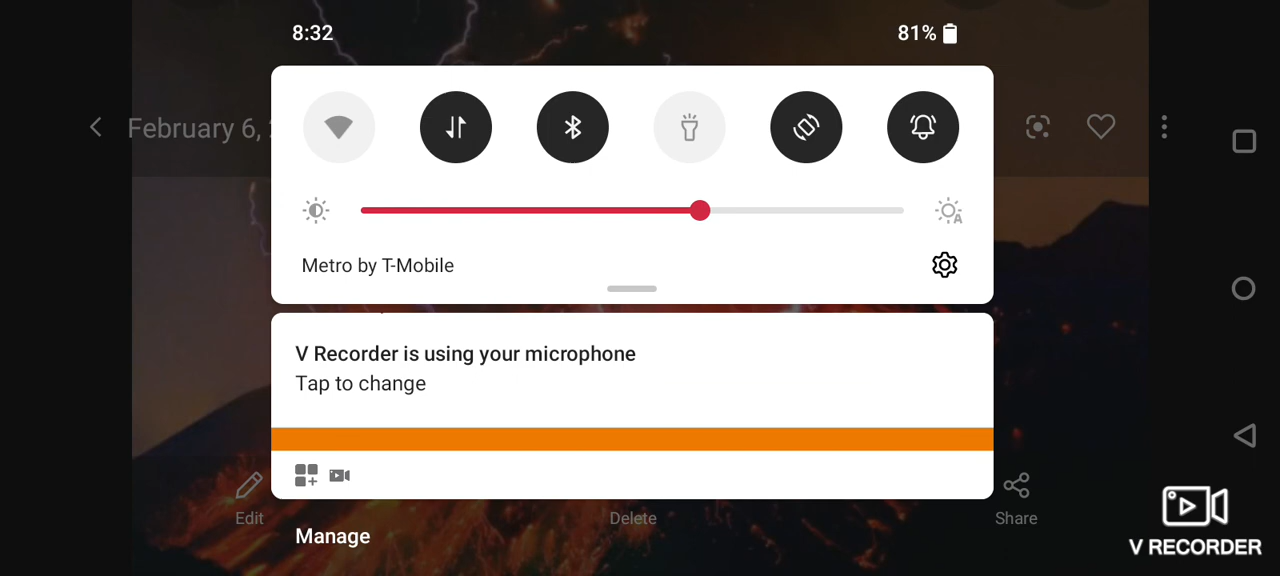 8:32
81%
February 6, 2
Metro by T-Mobile
V Recorder is using your microphone
Tap to change
Edit
Delete
Share
Manage
V RECORDER